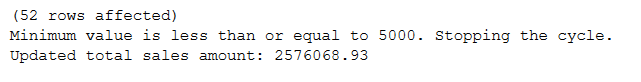 (52 rows affected)
Minimum value is less than or equal to 5000. Stopping the cycle.
Updated total sales amount: 2576068.93